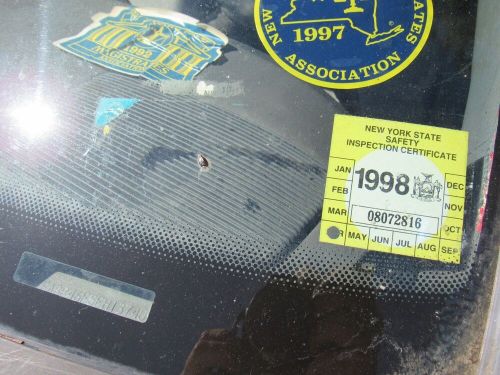 1992
MAGISTRATES
NEW
ATES
1997
ASSOCIATION
NEW YORK STATE
SAFETY
INSPECTION CERTIFICATE
JAN
DEC
FEB
1998
NOV
MAR
08072816
OCT
R
MAY
JUN
JUL
AUG
SEP